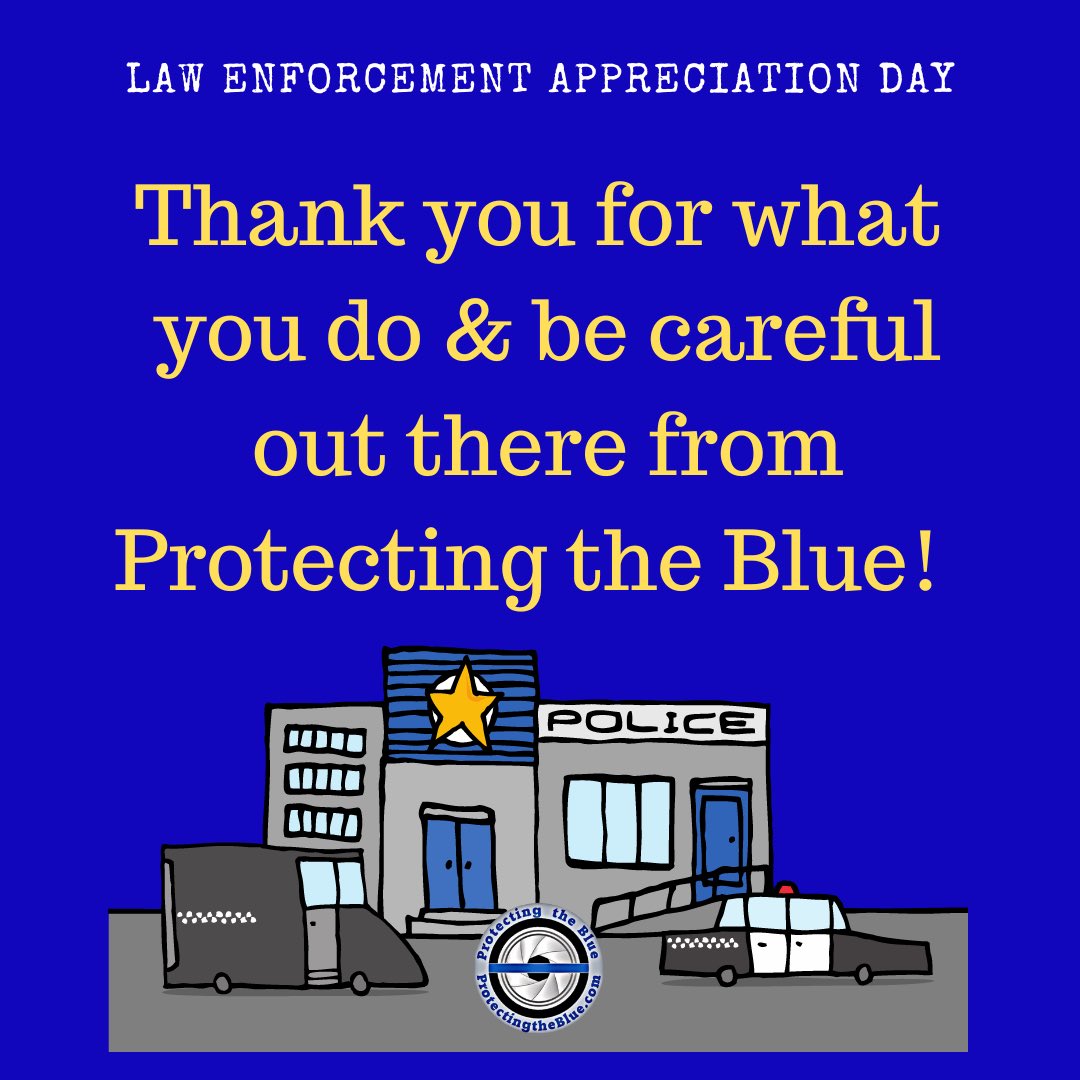 LAW ENFORCEMENT APPRECIATION DAY
Thank you for what
you do & be careful
out there from
Protecting the Blue!
POLICE
Protecting the Blue
ProtectingtheBlue.com